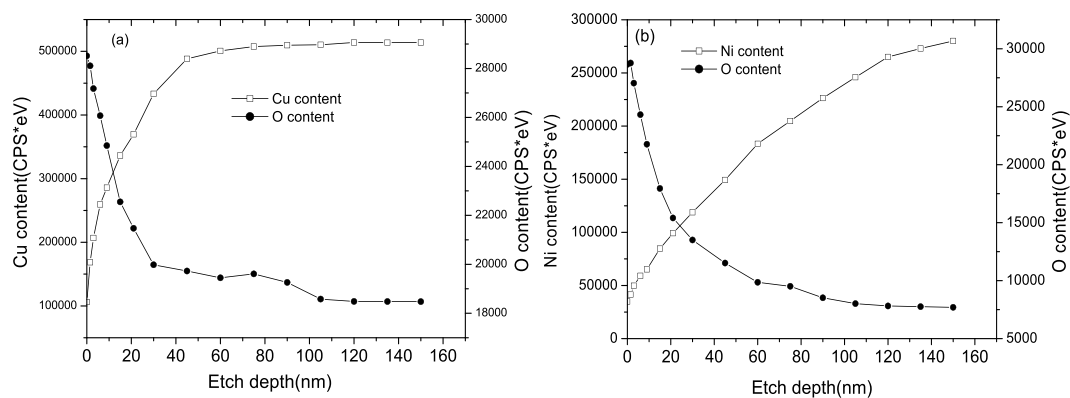 (a)
500000
400000
300000
200000
100000
Cu content(CPS*eV)
Cu content
O content
30000
28000
26000
24000
22000
20000
18000
O content(CPS*eV)
0 20 40 60 80 100 120 140 160
Etch depth(nm)
(b)
300000
250000
200000
150000
100000
50000
0
Ni content(CPS*eV)
Ni content
O content
30000
25000
20000
15000
10000
5000
O content(CPS*eV)
0 20 40 60 80 100 120 140 160
Etch depth(nm)